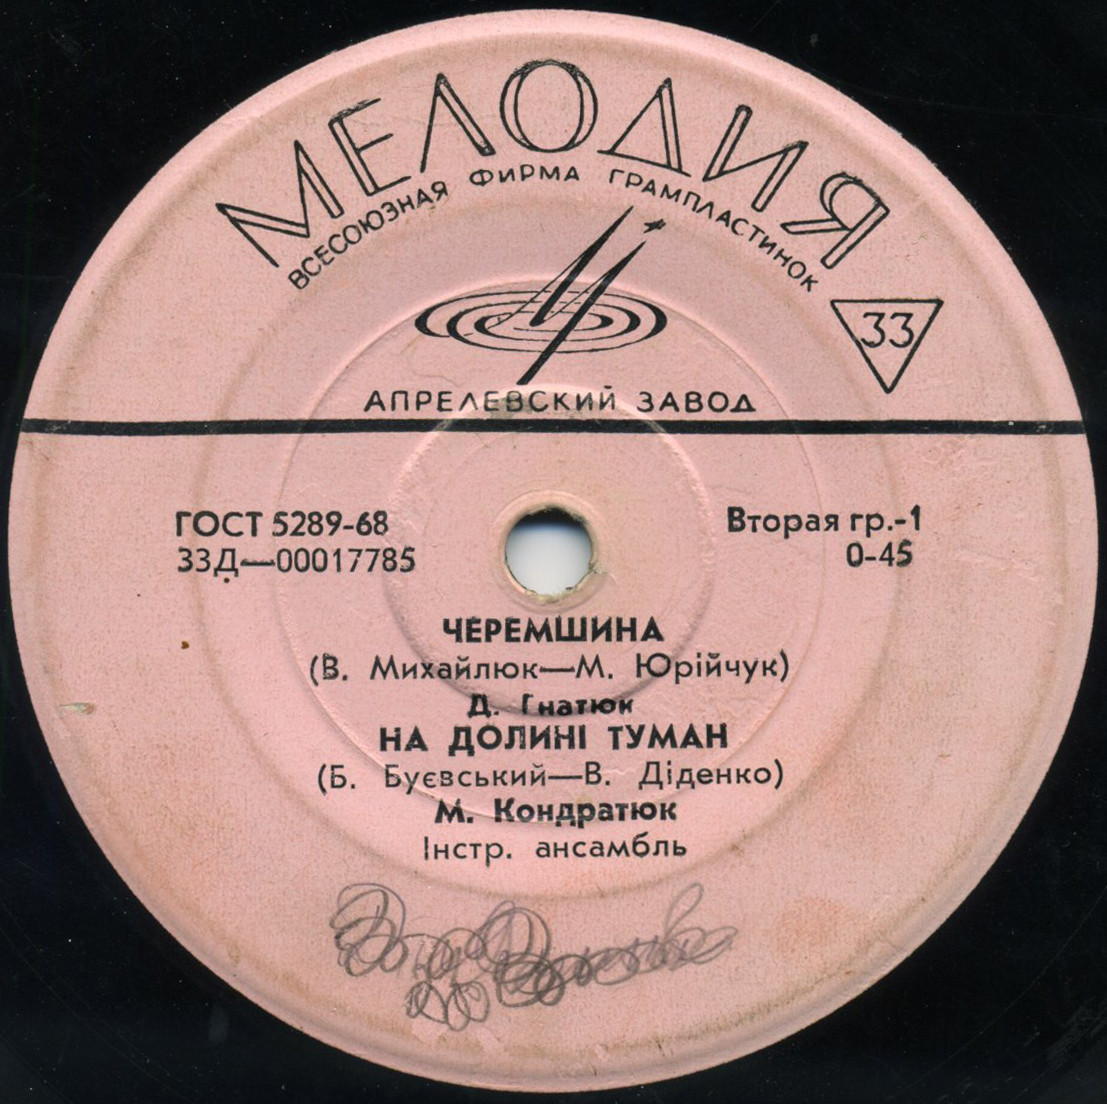 МЕЛОДИЯ
ВСЕСОЮЗНАЯ ФИРМА ГРАМПЛАСТИНОК
33
АПРЕЛЕВСКИЙ ЗАВОД
ГОСТ 5289-68
Вторая гр.-1
33Д—00017785
0-45
ЧЕРЕМШИНА
(В. Михайлюк—М. Юрійчук)
Д. Гнатюк
НА ДОЛИНІ ТУМАН
(Б. Буєвський—В. Діденко)
М. Кондратюк
Інстр. ансамбль